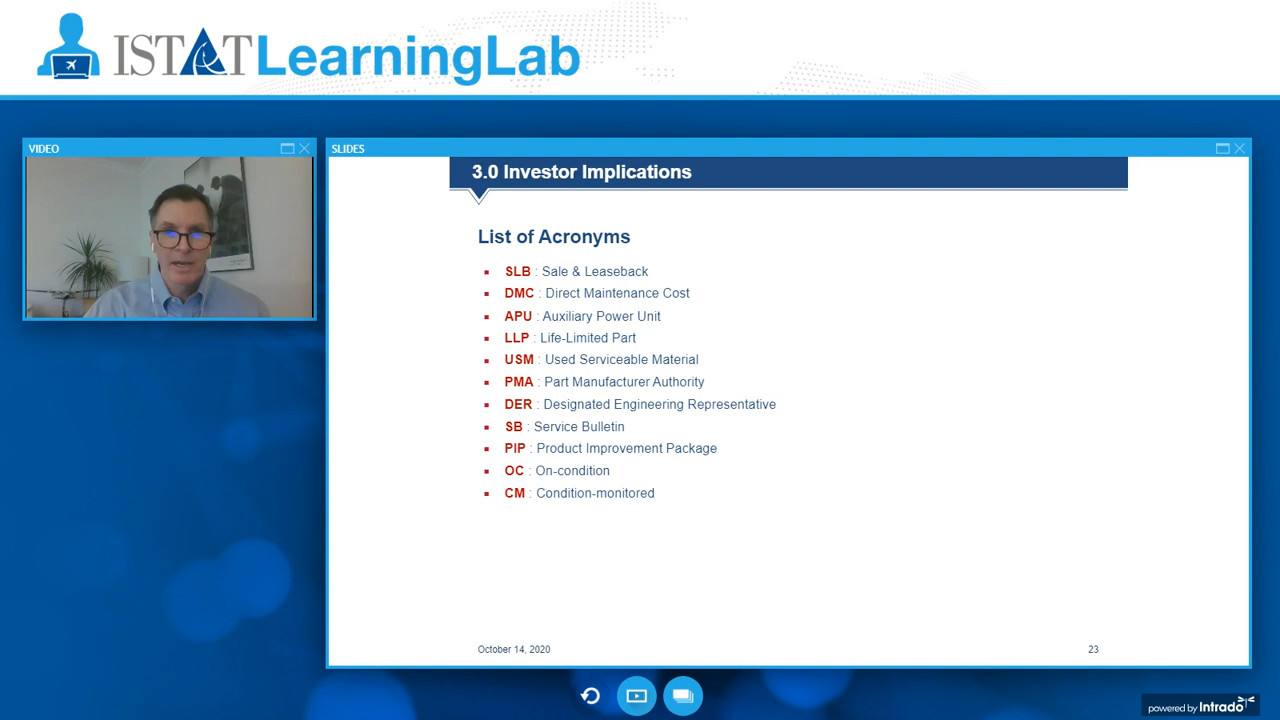 ISTAT LearningLab
VIDEO
SLIDES
3.0 Investor Implications
List of Acronyms
SLB : Sale & Leaseback
DMC : Direct Maintenance Cost
APU : Auxiliary Power Unit
LLP : Life-Limited Part
USM : Used Serviceable Material
PMA : Part Manufacturer Authority
DER : Designated Engineering Representative
SB : Service Bulletin
PIP : Product Improvement Package
OC : On-condition
CM : Condition-monitored
October 14, 2020
23
powered by Intrado